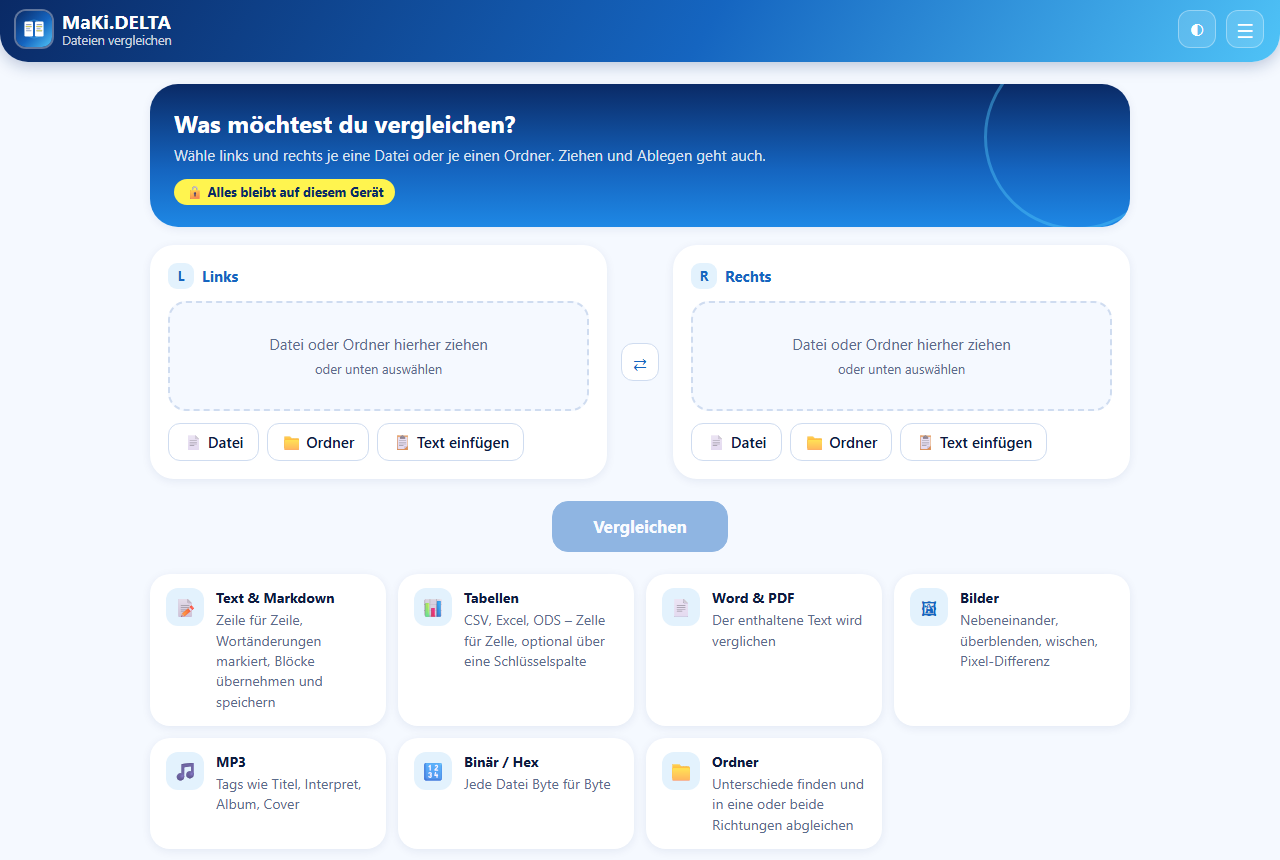 MaKi.DELTA
Dateien vergleichen
Was möchtest du vergleichen?
Wähle links und rechts je eine Datei oder je einen Ordner. Ziehen und Ablegen geht auch.
Alles bleibt auf diesem Gerät
L Links
Datei oder Ordner hierher ziehen
oder unten auswählen
Datei Ordner Text einfügen
R Rechts
Datei oder Ordner hierher ziehen
oder unten auswählen
Datei Ordner Text einfügen
Vergleichen
Text & Markdown
Zeile für Zeile,
Wortänderungen
markiert, Blöcke
übernehmen und
speichern
Tabellen
CSV, Excel, ODS – Zelle
für Zelle, optional über
eine Schlüsselspalte
Word & PDF
Der enthaltene Text wird
verglichen
Bilder
Nebeneinander,
überblenden, wischen,
Pixel-Differenz
MP3
Tags wie Titel, Interpret,
Album, Cover
Binär / Hex
Jede Datei Byte für Byte
Ordner
Unterschiede finden und
in eine oder beide
Richtungen abgleichen